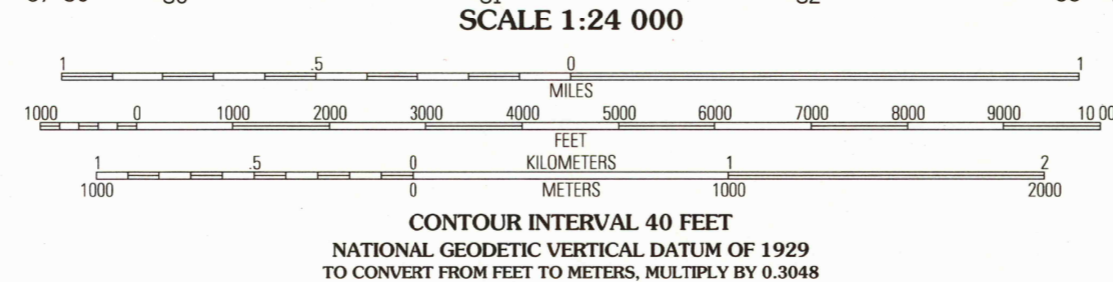 SCALE 1:24 000
1 .5 0 1
MILES
1000 0 1000 2000 3000 4000 5000 6000 7000 8000 9000 10 00
FEET
1 .5 0 KILOMETERS 1 2
1000 0 METERS 1000 2000
CONTOUR INTERVAL 40 FEET
NATIONAL GEODETIC VERTICAL DATUM OF 1929
TO CONVERT FROM FEET TO METERS, MULTIPLY BY 0.3048